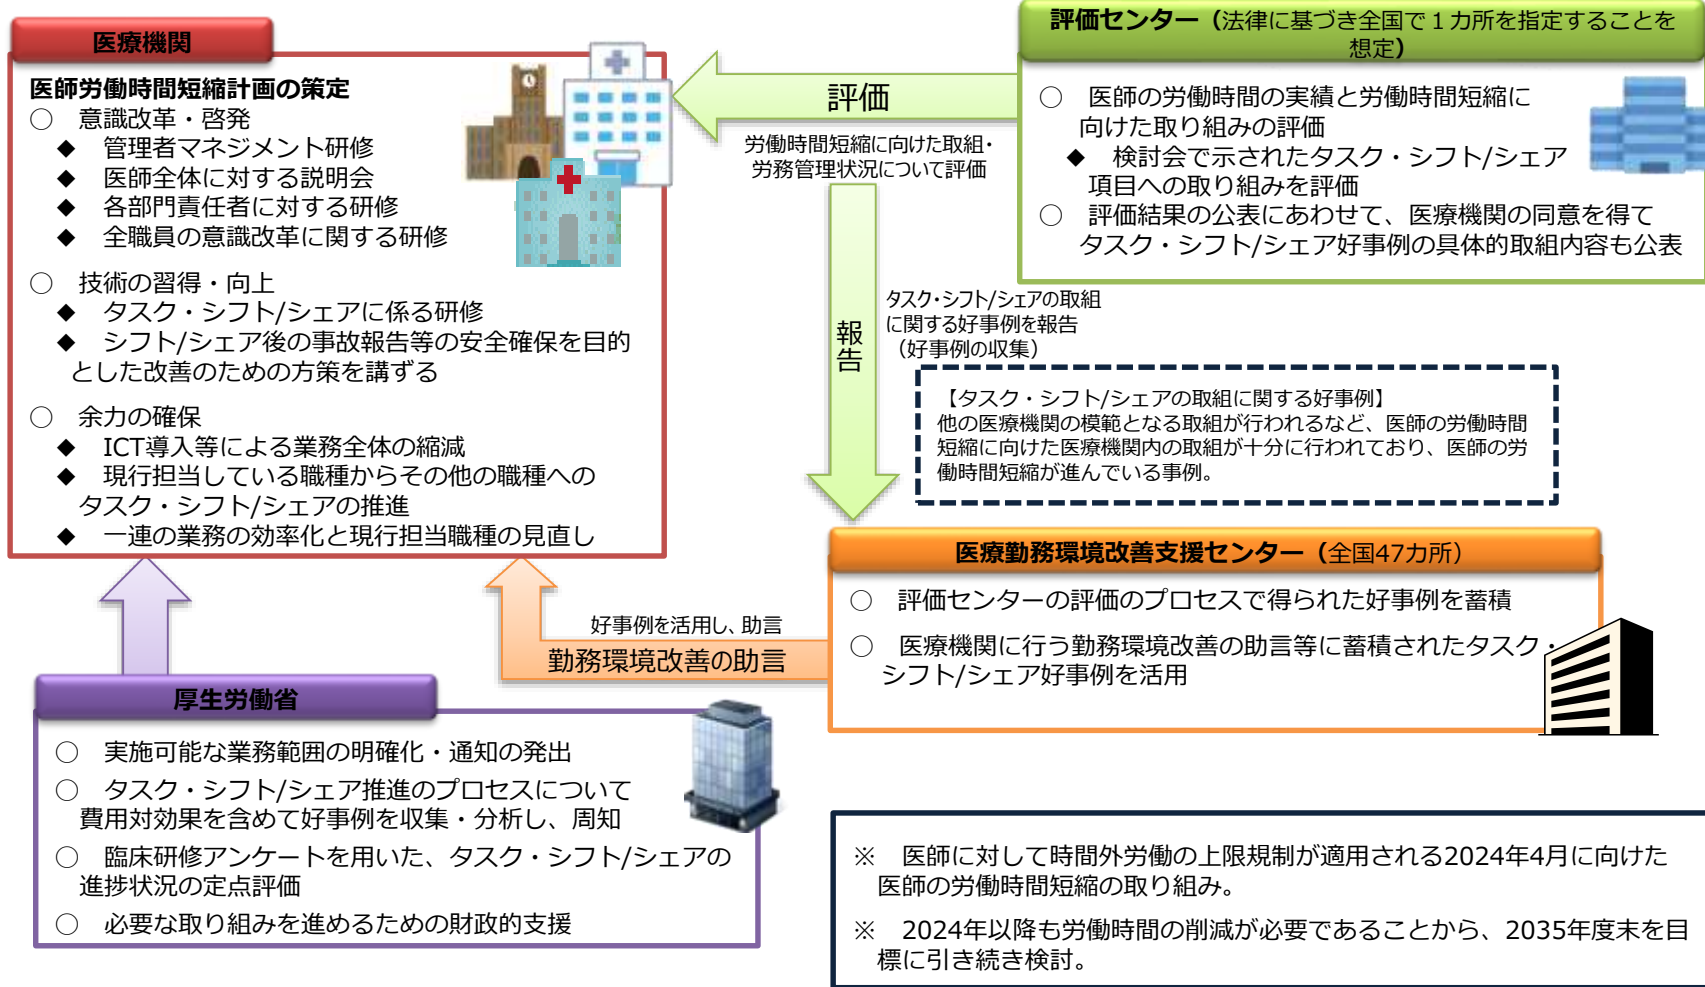 医療機関
医師労働時間短縮計画の策定
○ 意識改革・啓発
◆ 管理者マネジメント研修
◆ 医師全体に対する説明会
◆ 各部門責任者に対する研修
◆ 全職員の意識改革に関する研修
○ 技術の習得・向上
◆ タスク・シフト/シェアに係る研修
◆ シフト/シェア後の事故報告等の安全確保を目的
とした改善のための方策を講ずる
○ 余力の確保
◆ ICT導入等による業務全体の縮減
◆ 現行担当している職種からその他の職種への
タスク・シフト/シェアの推進
◆ 一連の業務の効率化と現行担当職種の見直し
評価
労働時間短縮に向けた取組・
労務管理状況について評価
評価センター（法律に基づき全国で１カ所を指定することを
想定）
○ 医師の労働時間の実績と労働時間短縮に
向けた取り組みの評価
◆ 検討会で示されたタスク・シフト/シェア
項目への取り組みを評価
○ 評価結果の公表にあわせて、医療機関の同意を得て
タスク・シフト/シェア好事例の具体的取組内容も公表
報告
タスク・シフト/シェアの取組
に関する好事例を報告
（好事例の収集）
【タスク・シフト/シェアの取組に関する好事例】
他の医療機関の模範となる取組が行われるなど、医師の労働時間
短縮に向けた医療機関内の取組が十分に行われており、医師の労
働時間短縮が進んでいる事例。
医療勤務環境改善支援センター（全国47カ所）
○ 評価センターの評価のプロセスで得られた好事例を蓄積
○ 医療機関に行う勤務環境改善の助言等に蓄積されたタスク・
シフト/シェア好事例を活用
好事例を活用し、助言
勤務環境改善の助言
厚生労働省
○ 実施可能な業務範囲の明確化・通知の発出
○ タスク・シフト/シェア推進のプロセスについて
費用対効果を含めて好事例を収集・分析し、周知
○ 臨床研修アンケートを用いた、タスク・シフト/シェアの
進捗状況の定点評価
○ 必要な取り組みを進めるための財政的支援
※ 医師に対して時間外労働の上限規制が適用される2024年4月に向けた
医師の労働時間短縮の取り組み。
※ 2024年以降も労働時間の削減が必要であることから、2035年度末を目
標に引き続き検討。